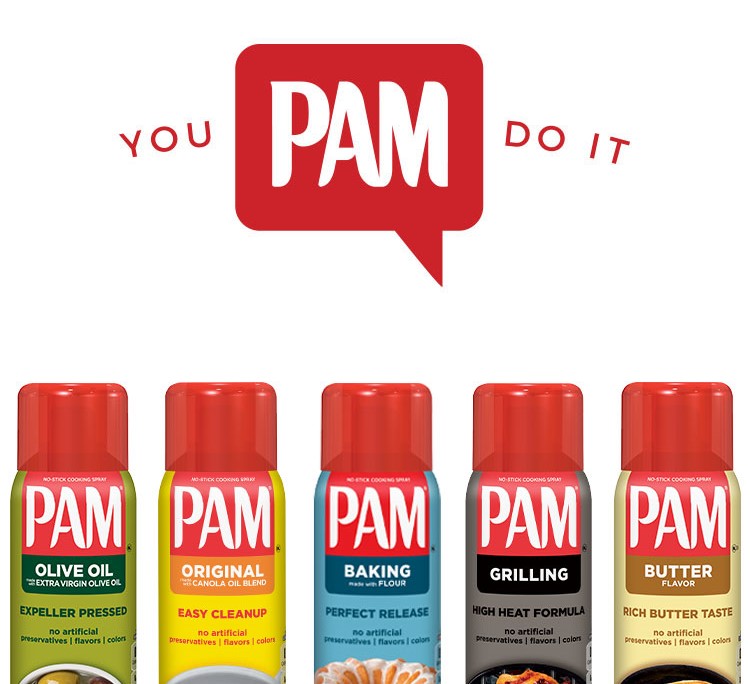 YOU PAM DO IT
NO-STICK COOKING SPRAY
PAM
OLIVE OIL
made with EXTRA VIRGIN OLIVE OIL
EXPELLER PRESSED
no artificial
preservatives | flavors | colors
NO-STICK COOKING SPRAY
PAM
ORIGINAL
made with CANOLA OIL BLEND
EASY CLEANUP
no artificial
preservatives | flavors | colors
NO-STICK COOKING SPRAY
PAM
BAKING
made with FLOUR
PERFECT RELEASE
no artificial
preservatives | flavors | colors
NO-STICK COOKING SPRAY
PAM
GRILLING
HIGH HEAT FORMULA
no artificial
preservatives | flavors | colors
NO-STICK COOKING SPRAY
PAM
BUTTER
FLAVOR
RICH BUTTER TASTE
no artificial
preservatives | flavors | colors